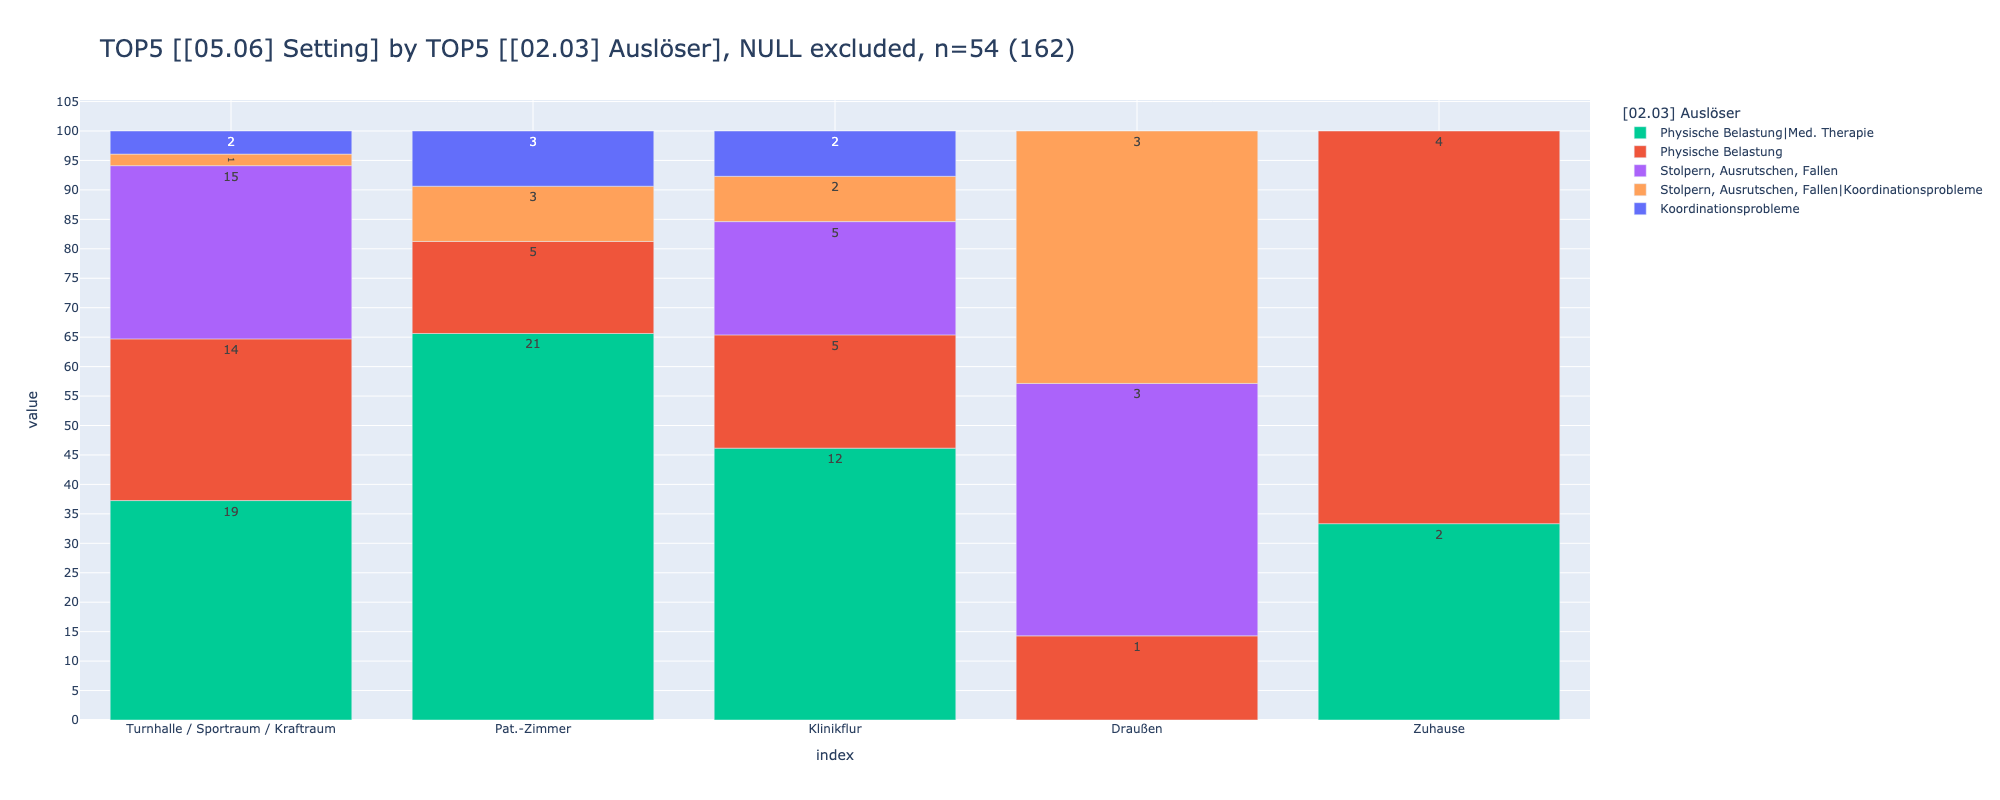 TOP5 [[05.06] Setting] by TOP5 [[02.03] Auslöser], NULL excluded, n=54 (162)
105
100
95
90
85
80
75
70
65
60
55
50
45
40
35
30
25
20
15
10
5
0
value
2
1
15
14
19
3
3
5
21
2
2
5
5
12
3
3
1
4
2
Turnhalle / Sportraum / Kraftraum
Pat.-Zimmer
Klinikflur
Draußen
Zuhause
index
[02.03] Auslöser
Physische Belastung|Med. Therapie
Physische Belastung
Stolpern, Ausrutschen, Fallen
Stolpern, Ausrutschen, Fallen|Koordinationsprobleme
Koordinationsprobleme